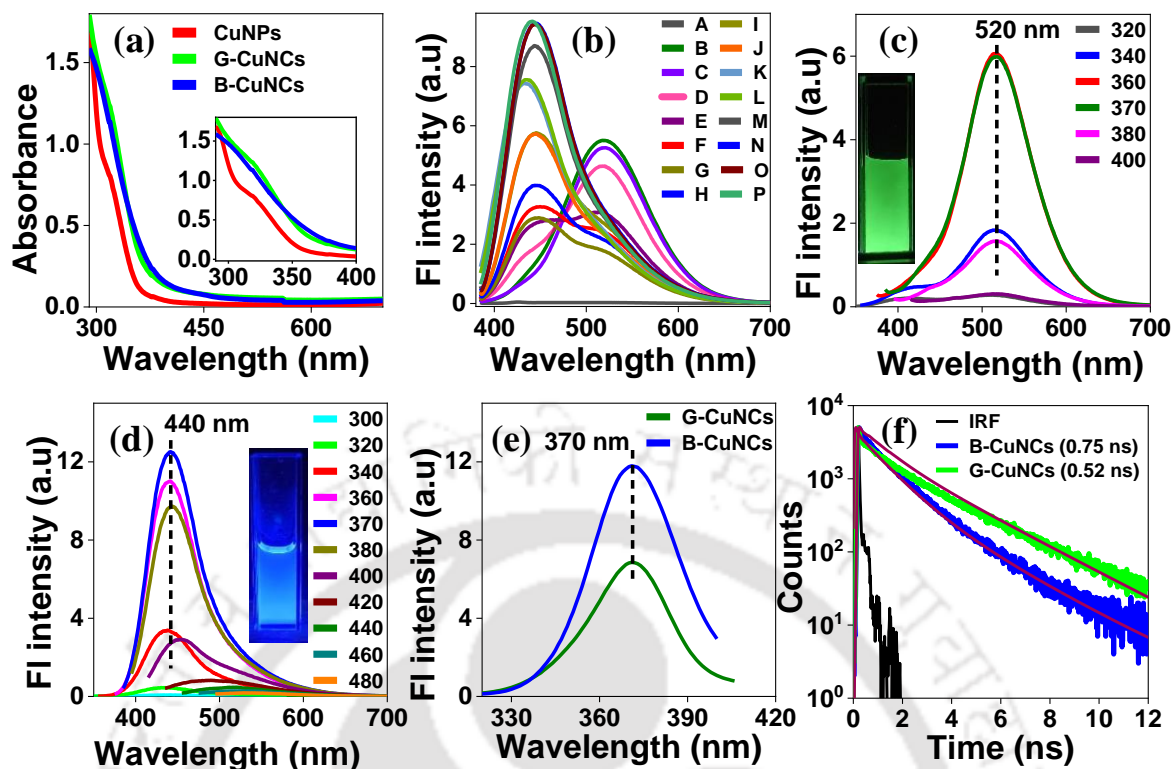 (a)
CuNPs
G-CuNCs
B-CuNCs
Absorbance
1.5
1.0
0.5
0.0
1.5
1.0
0.5
0.0
300 350 400
300 450 600
Wavelength (nm)
(b)
A I
B J
C K
D L
E M
F N
G O
H P
Fl intensity (a.u)
8
6
4
2
0
400 500 600 700
Wavelength (nm)
(c)
520 nm
320
340
360
370
380
400
Fl intensity (a.u)
6
4
2
0
400 500 600 700
Wavelength (nm)
(d)
440 nm
300
320
340
360
370
380
400
420
440
460
480
Fl intensity (a.u)
12
8
4
0
400 500 600 700
Wavelength (nm)
(e)
G-CuNCs
B-CuNCs
370 nm
Fl intensity (a.u)
12
8
4
0
330 360 390 420
Wavelength (nm)
(f)
IRF
B-CuNCs (0.75 ns)
G-CuNCs (0.52 ns)
Counts
10⁴
10³
10²
10¹
10⁰
0 2 4 6 8 10 12
Time (ns)